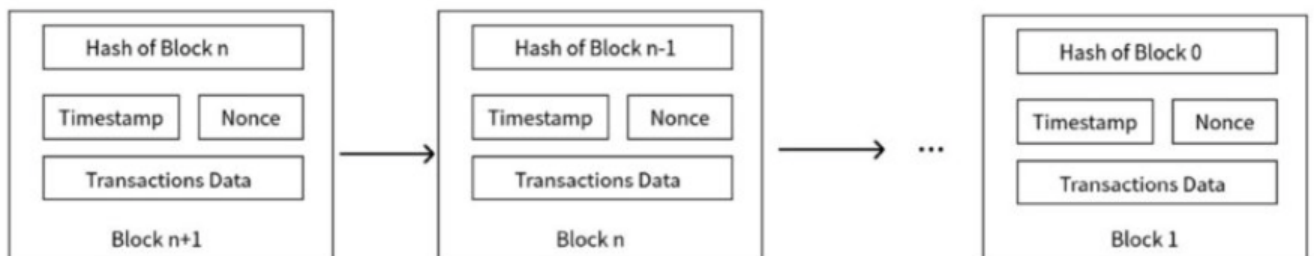 Hash of Block n
Timestamp
Nonce
Transactions Data
Block n+1
Hash of Block n-1
Timestamp
Nonce
Transactions Data
Block n
...
Hash of Block 0
Timestamp
Nonce
Transactions Data
Block 1